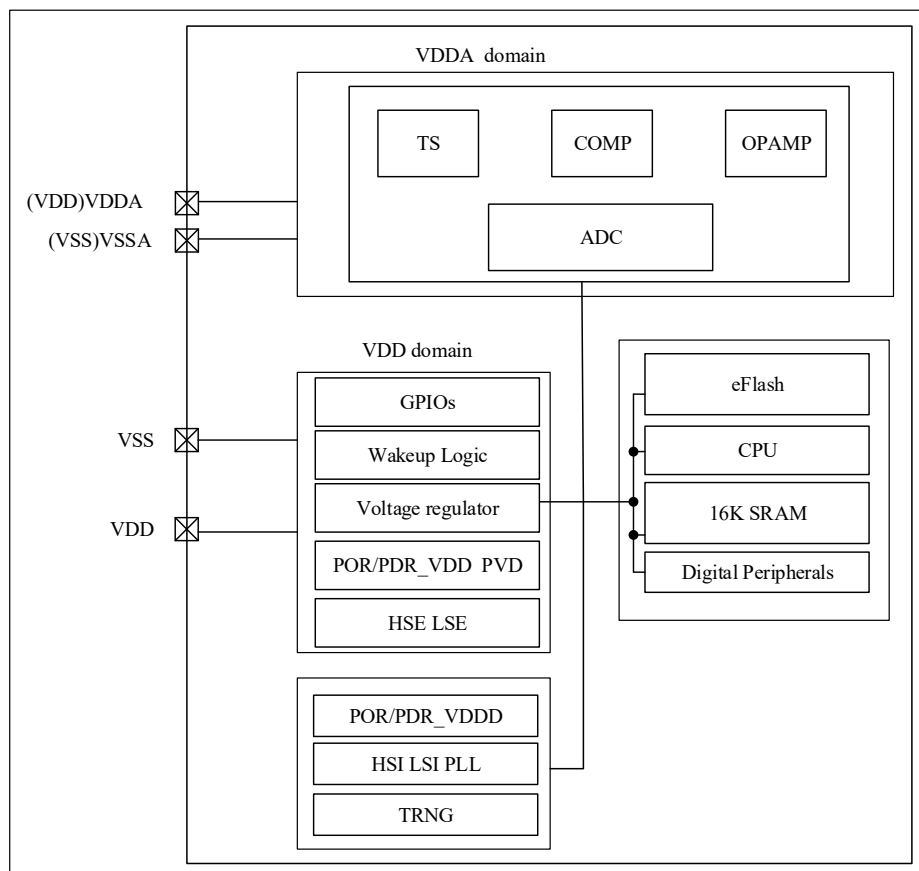 VDDA domain
TS
COMP
OPAMP
ADC
(VDD)VDDA
(VSS)VSSA
VDD domain
GPIOs
Wakeup Logic
Voltage regulator
POR/PDR_VDD PVD
HSE LSE
VSS
VDD
eFlash
CPU
16K SRAM
Digital Peripherals
POR/PDR_VDDD
HSI LSI PLL
TRNG